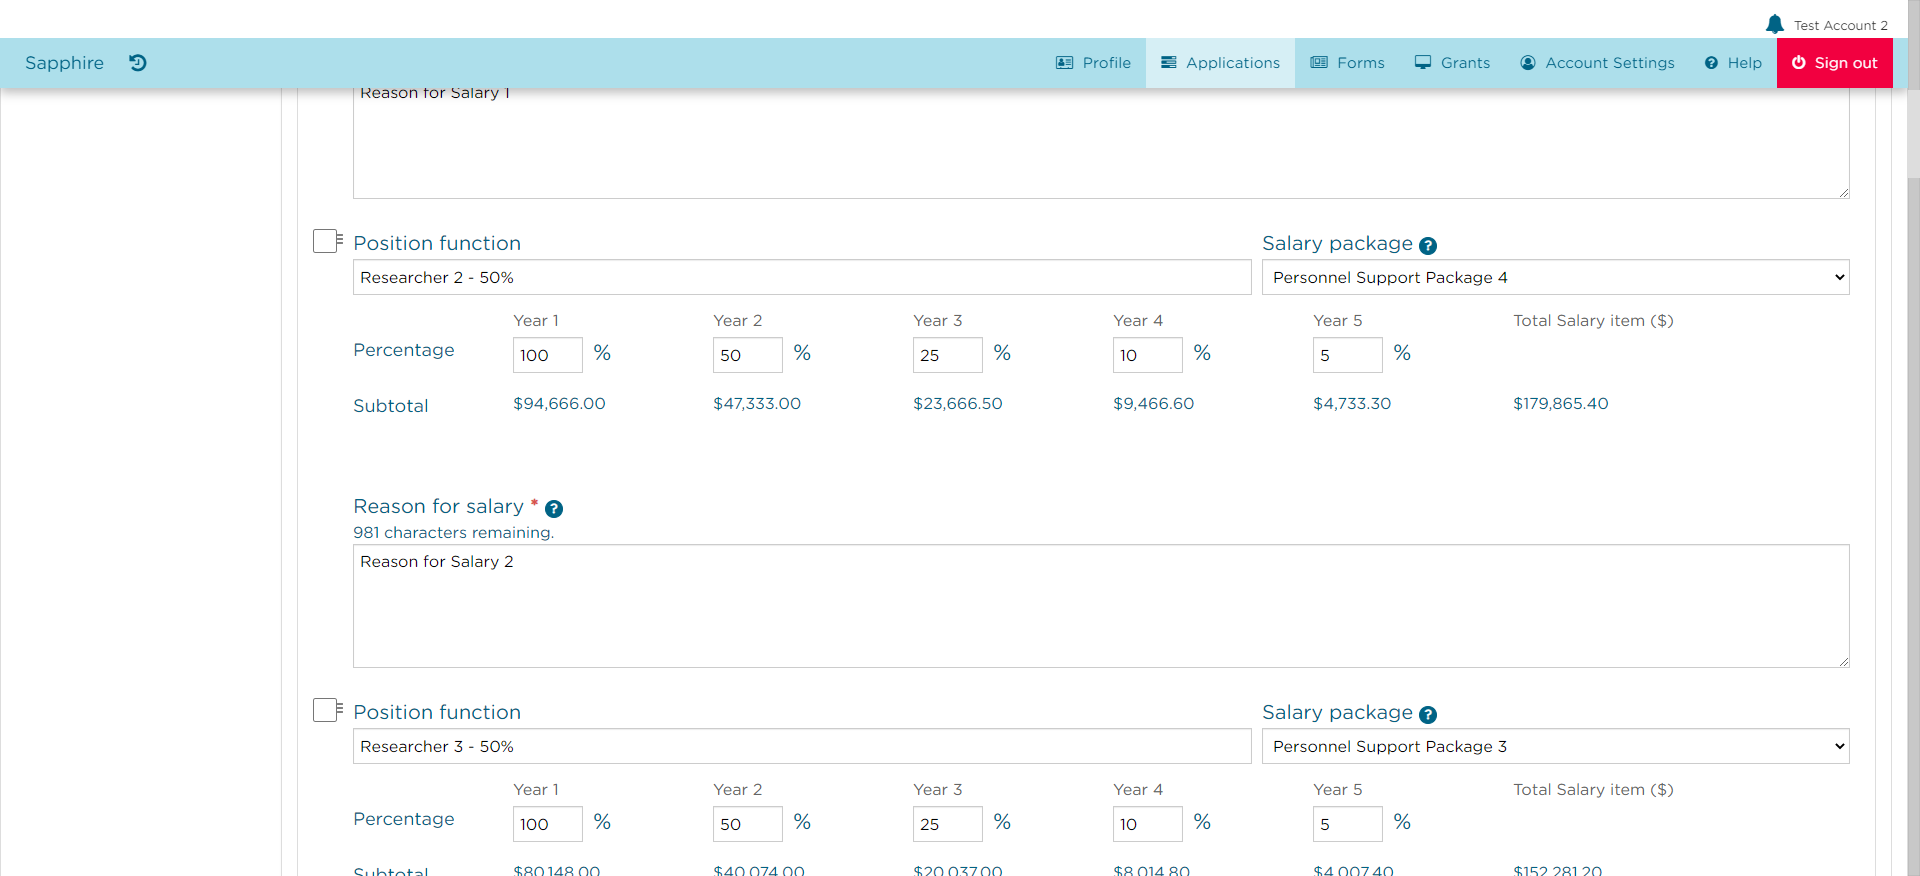 Test Account 2
Sapphire Profile Applications Forms Grants Account Settings Help Sign out
Reason for Salary 1
Position function Salary package
Researcher 2 - 50% Personnel Support Package 4
Year 1 Year 2 Year 3 Year 4 Year 5 Total Salary item ($)
Percentage 100 % 50 % 25 % 10 % 5 %
Subtotal $94,666.00 $47,333.00 $23,666.50 $9,466.60 $4,733.30 $179,865.40
Reason for salary * ?
981 characters remaining.
Reason for Salary 2
Position function Salary package ?
Researcher 3 - 50% Personnel Support Package 3
Year 1 Year 2 Year 3 Year 4 Year 5 Total Salary item ($)
Percentage 100 % 50 % 25 % 10 % 5 %
Subtotal $80,148.00 $40,074.00 $20,037.00 $8,014.80 $4,007.40 $152,281.20